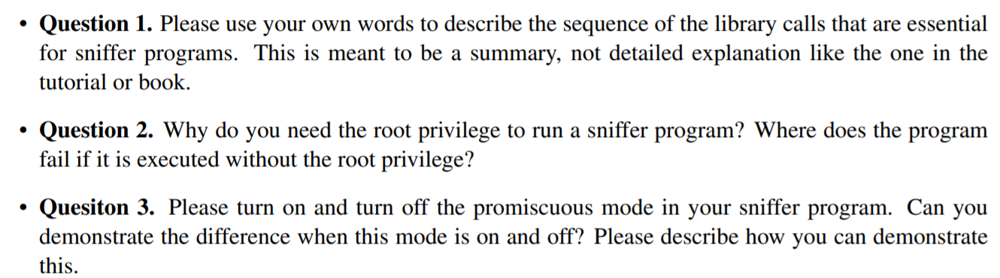 • Question 1. Please use your own words to describe the sequence of the library calls that are essential
for sniffer programs. This is meant to be a summary, not detailed explanation like the one in the
tutorial or book.
• Question 2. Why do you need the root privilege to run a sniffer program? Where does the program
fail if it is executed without the root privilege?
• Quesiton 3. Please turn on and turn off the promiscuous mode in your sniffer program. Can you
demonstrate the difference when this mode is on and off? Please describe how you can demonstrate
this.